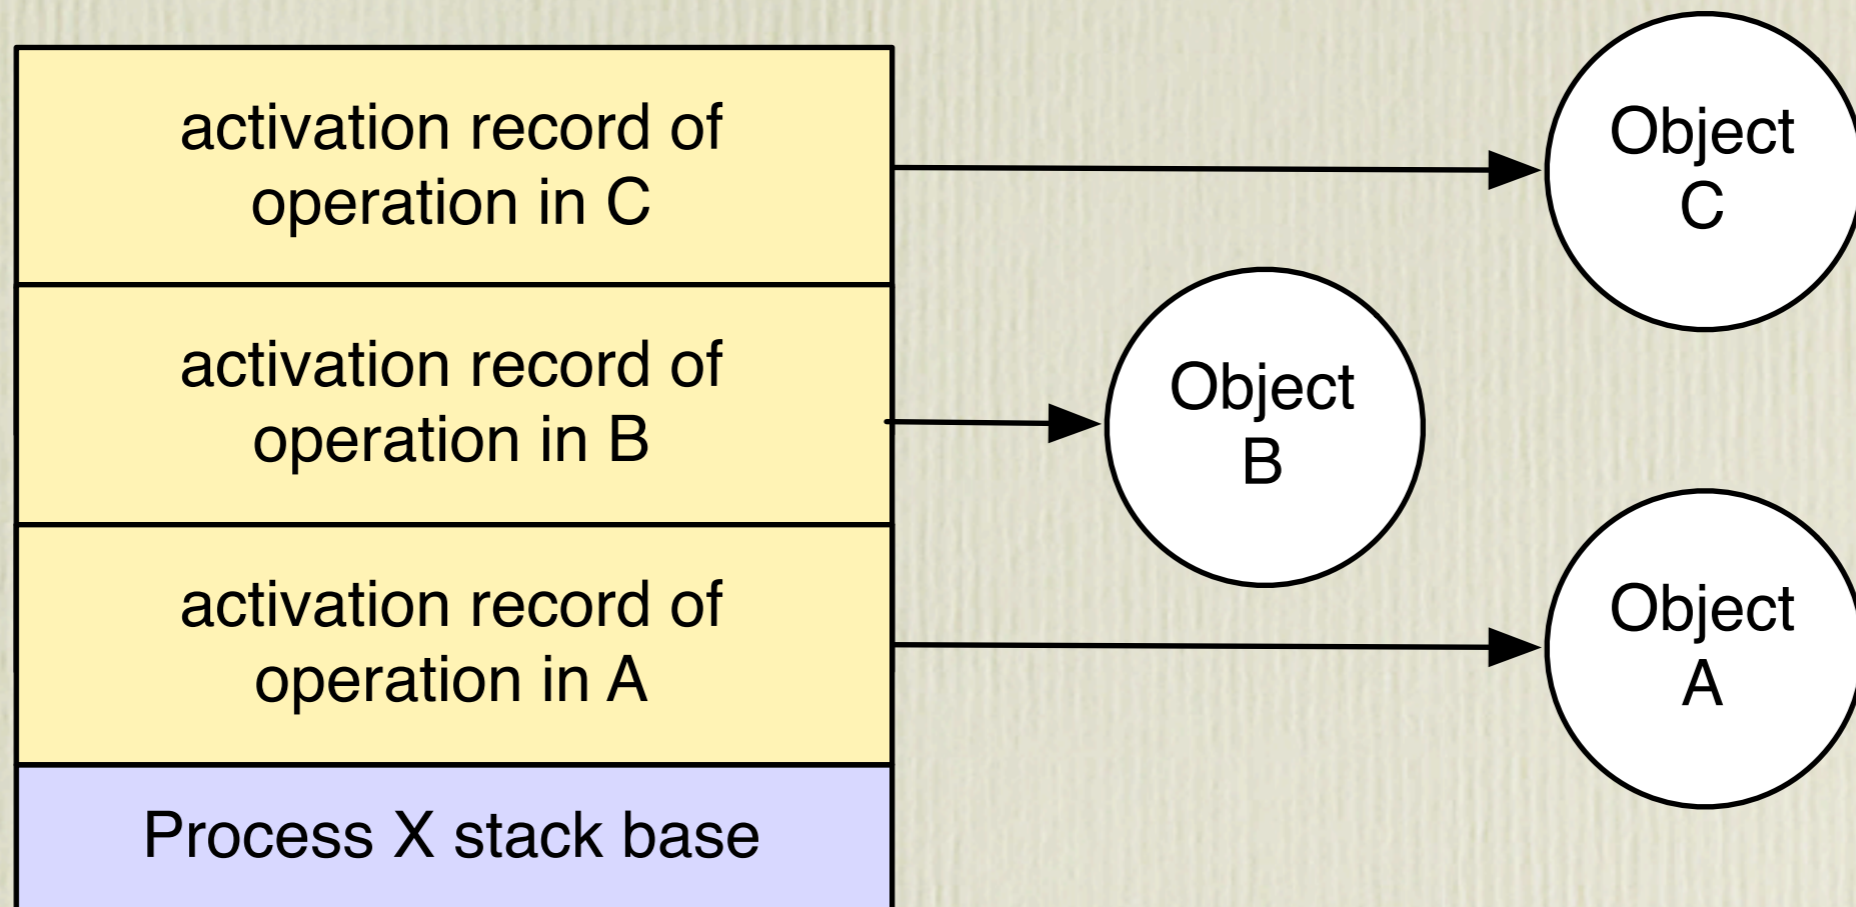 activation record of
operation in C
activation record of
operation in B
activation record of
operation in A
Process X stack base
Object
C
Object
B
Object
A